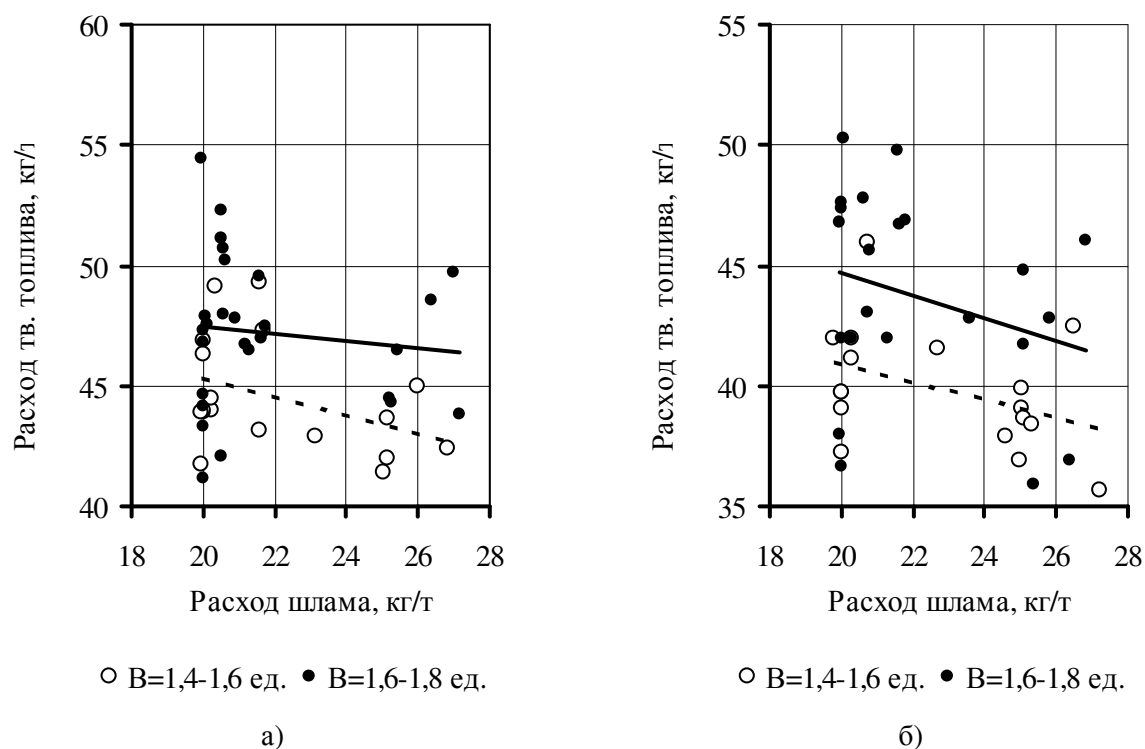 60
55
50
45
40
18 20 22 24 26 28
Расход тв. топлива, кг/т
Расход шлама, кг/т
B=1,4-1,6 ед. B=1,6-1,8 ед.
а)
55
50
45
40
35
18 20 22 24 26 28
Расход тв. топлива, кг/т
Расход шлама, кг/т
B=1,4-1,6 ед. B=1,6-1,8 ед.
б)